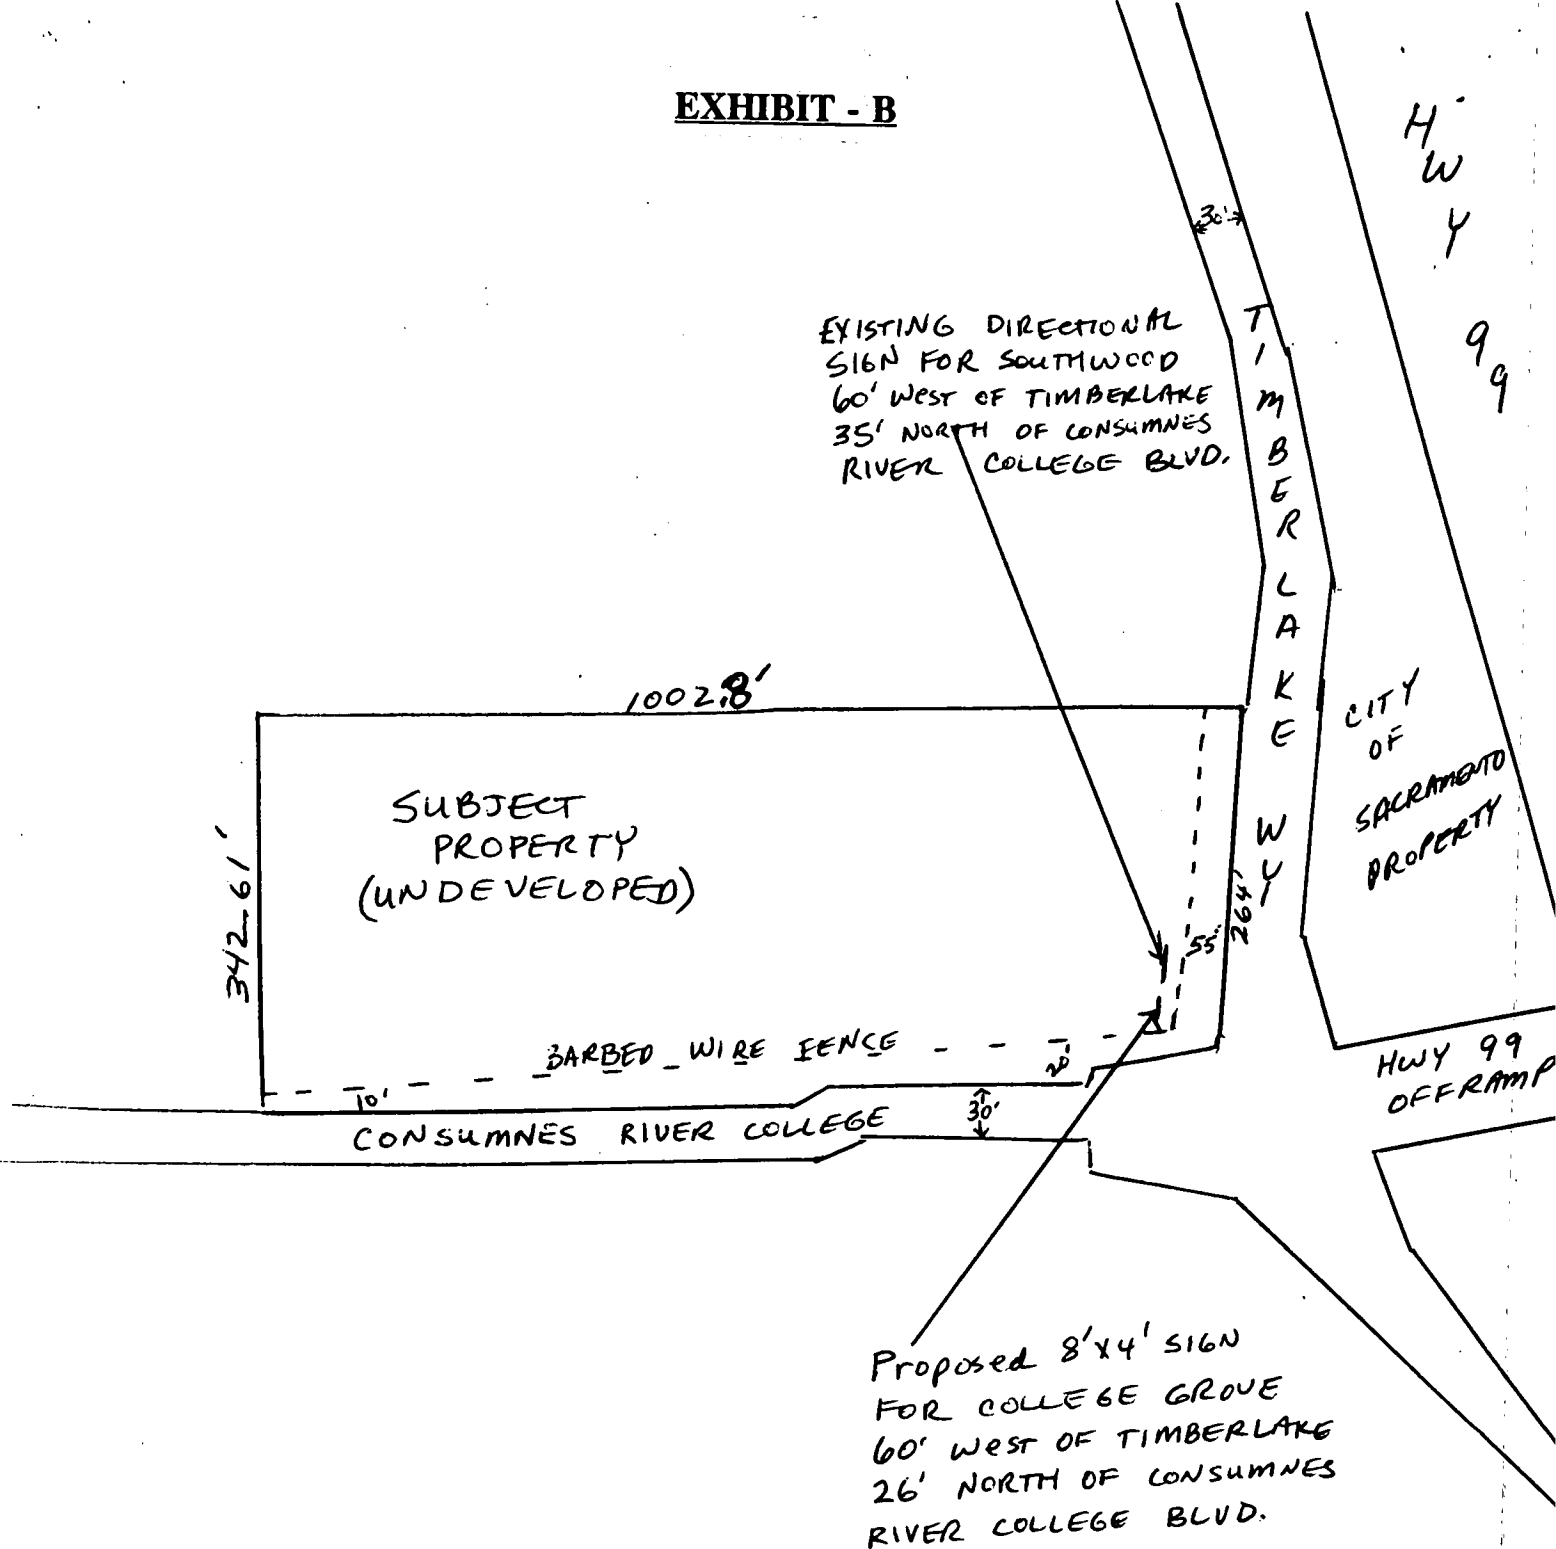 EXHIBIT - B
HWY 99
30'
EXISTING DIRECTIONAL
SIGN FOR SOUTHWOOD
60' WEST OF TIMBERLAKE
35' NORTH OF CONSUMNES
RIVER COLLEGE BLVD.
TIMBERLAKE WY
1002.8'
CITY
OF
SACRAMENTO
PROPERTY
SUBJECT
PROPERTY
(UNDEVELOPED)
342.61'
264'
55'
BARBED WIRE FENCE
20'
10'
30'
CONSUMNES RIVER COLLEGE
HWY 99
OFFRAMP
Proposed 8'x4' SIGN
FOR COLLEGE GROVE
60' WEST OF TIMBERLAKE
26' NORTH OF CONSUMNES
RIVER COLLEGE BLVD.